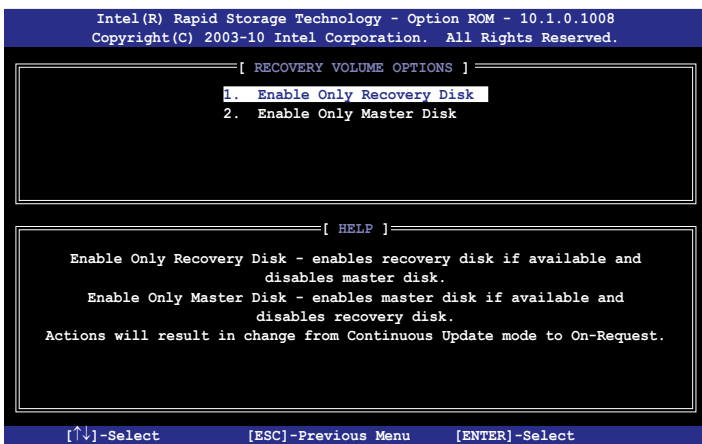 Intel(R) Rapid Storage Technology - Option ROM - 10.1.0.1008
Copyright(C) 2003-10 Intel Corporation. All Rights Reserved.
[ RECOVERY VOLUME OPTIONS ]
1. Enable Only Recovery Disk
2. Enable Only Master Disk
[ HELP ]
Enable Only Recovery Disk - enables recovery disk if available and
disables master disk.
Enable Only Master Disk - enables master disk if available and
disables recovery disk.
Actions will result in change from Continuous Update mode to On-Request.
[↑↓]-Select [ESC]-Previous Menu [ENTER]-Select